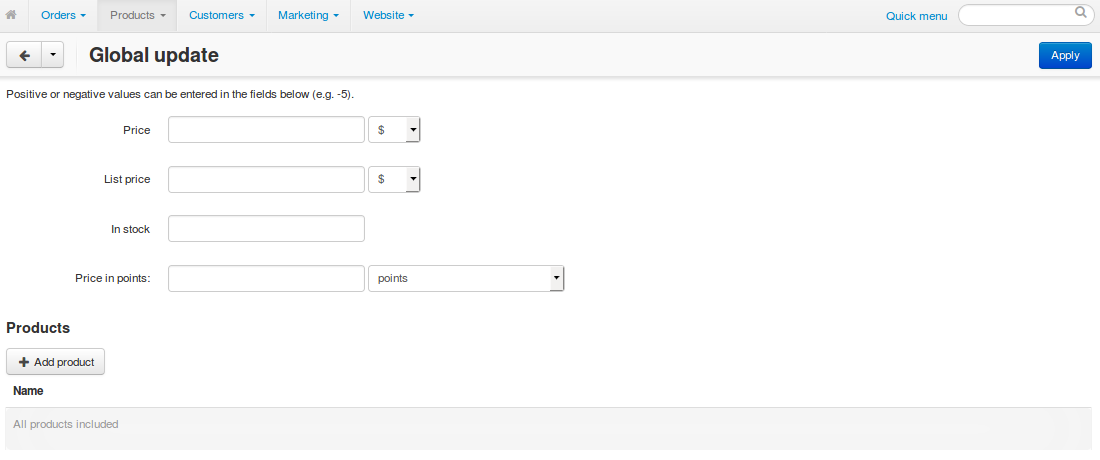 Orders Products Customers Marketing Website Quick menu
Global update Apply
Positive or negative values can be entered in the fields below (e.g. -5).
Price $
List price $
In stock
Price in points: points
Products
Add product
Name
All products included